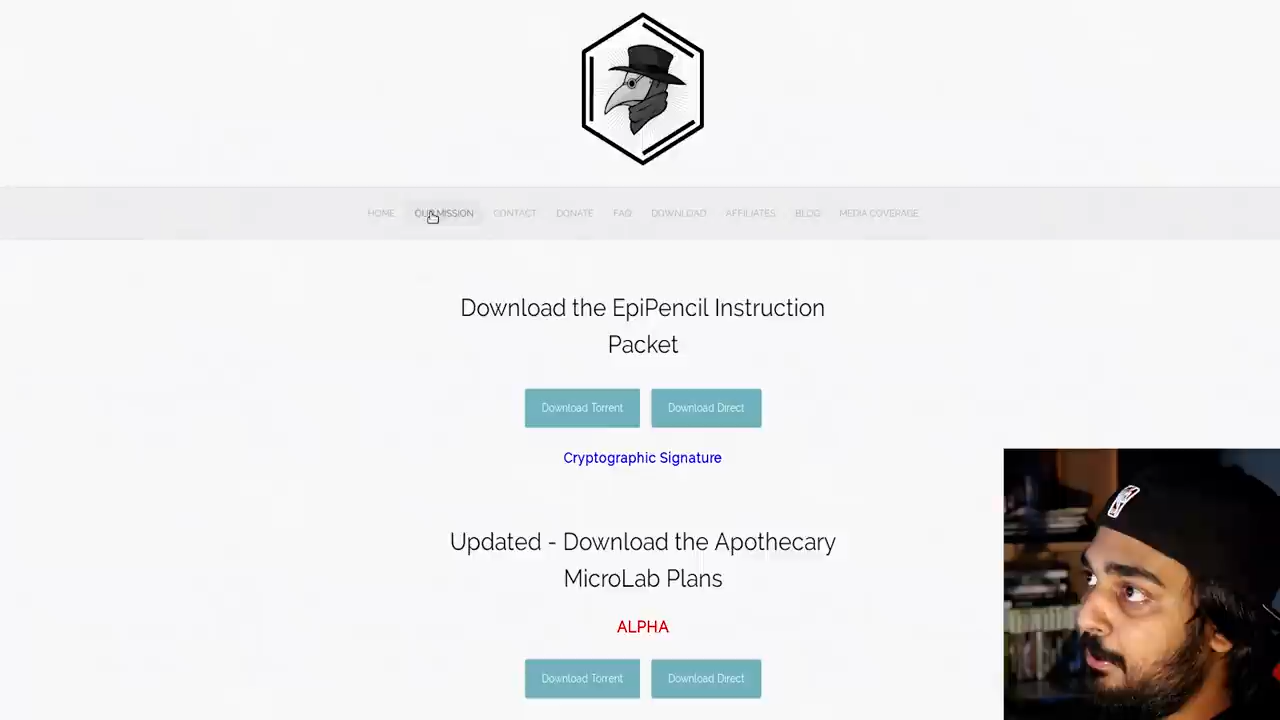 HOME OUR MISSION CONTACT DONATE FAQ DOWNLOAD AFFILIATES BLOG MEDIA COVERAGE
Download the EpiPencil Instruction
Packet
Download Torrent Download Direct
Cryptographic Signature
Updated - Download the Apothecary
MicroLab Plans
ALPHA
Download Torrent Download Direct